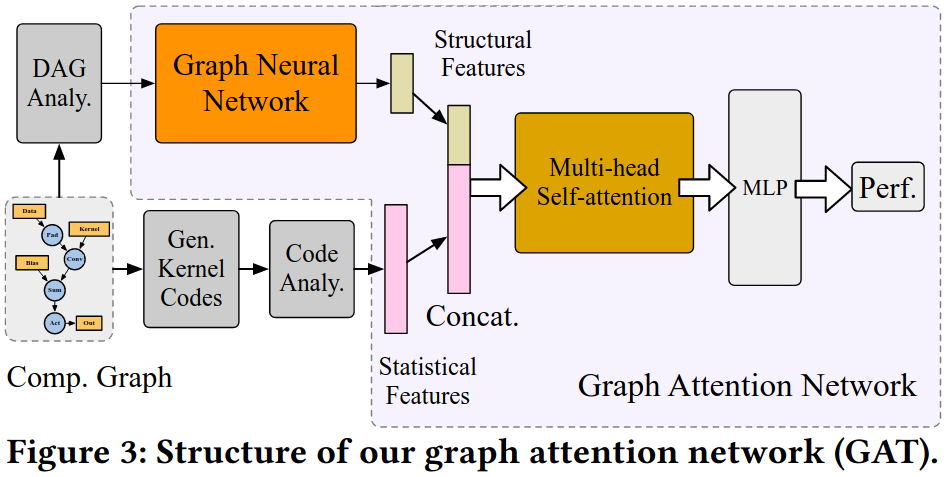 DAG
Analy.
Graph Neural
Network
Structural
Features
Multi-head
Self-attention
MLP
Perf.
Data
Pad
Kernel
Conv
Bias
Sum
Act
Out
Gen.
Kernel
Codes
Code
Analy.
Concat.
Statistical
Features
Comp. Graph
Graph Attention Network
Figure 3: Structure of our graph attention network (GAT).